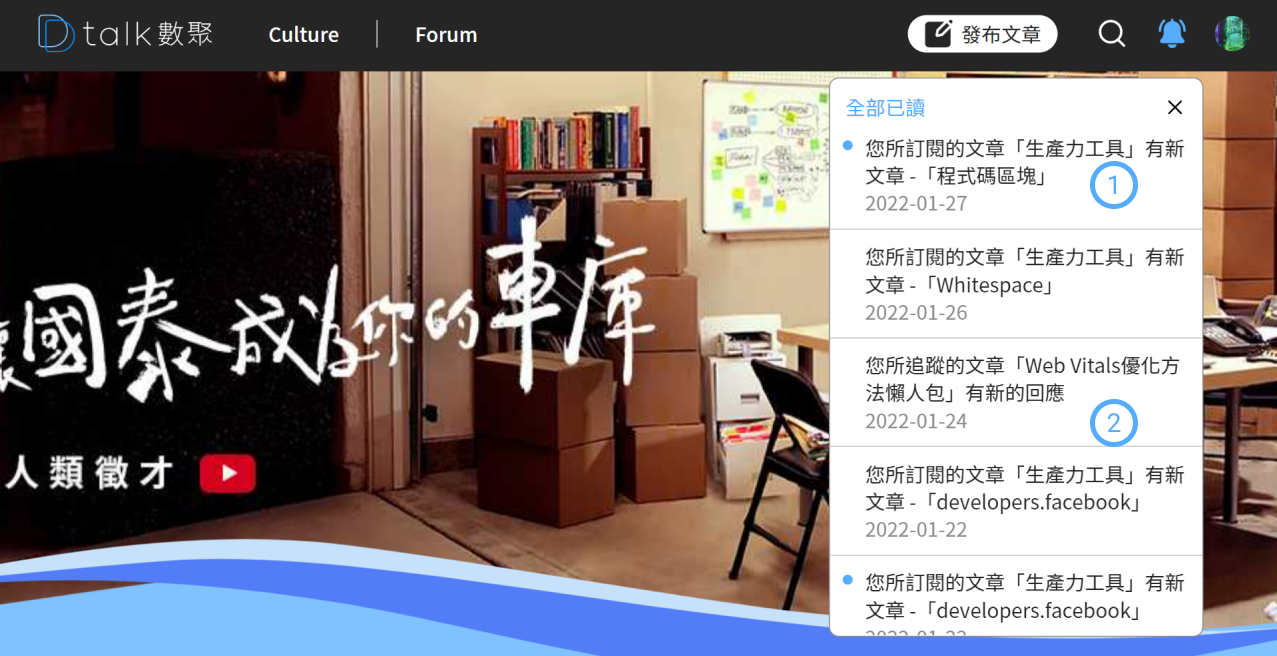 Dtalk數聚
Culture
Forum
發布文章
國泰成為你的車庫
人類徵才
全部已讀
您所訂閱的文章「生產力工具」有新
文章 -「程式碼區塊」
2022-01-27
1
您所訂閱的文章「生產力工具」有新
文章 -「Whitespace」
2022-01-26
您所追蹤的文章「Web Vitals優化方
法懶人包」有新的回應
2022-01-24
2
您所訂閱的文章「生產力工具」有新
文章 -「developers.facebook」
2022-01-22
您所訂閱的文章「生產力工具」有新
文章 -「developers.facebook」